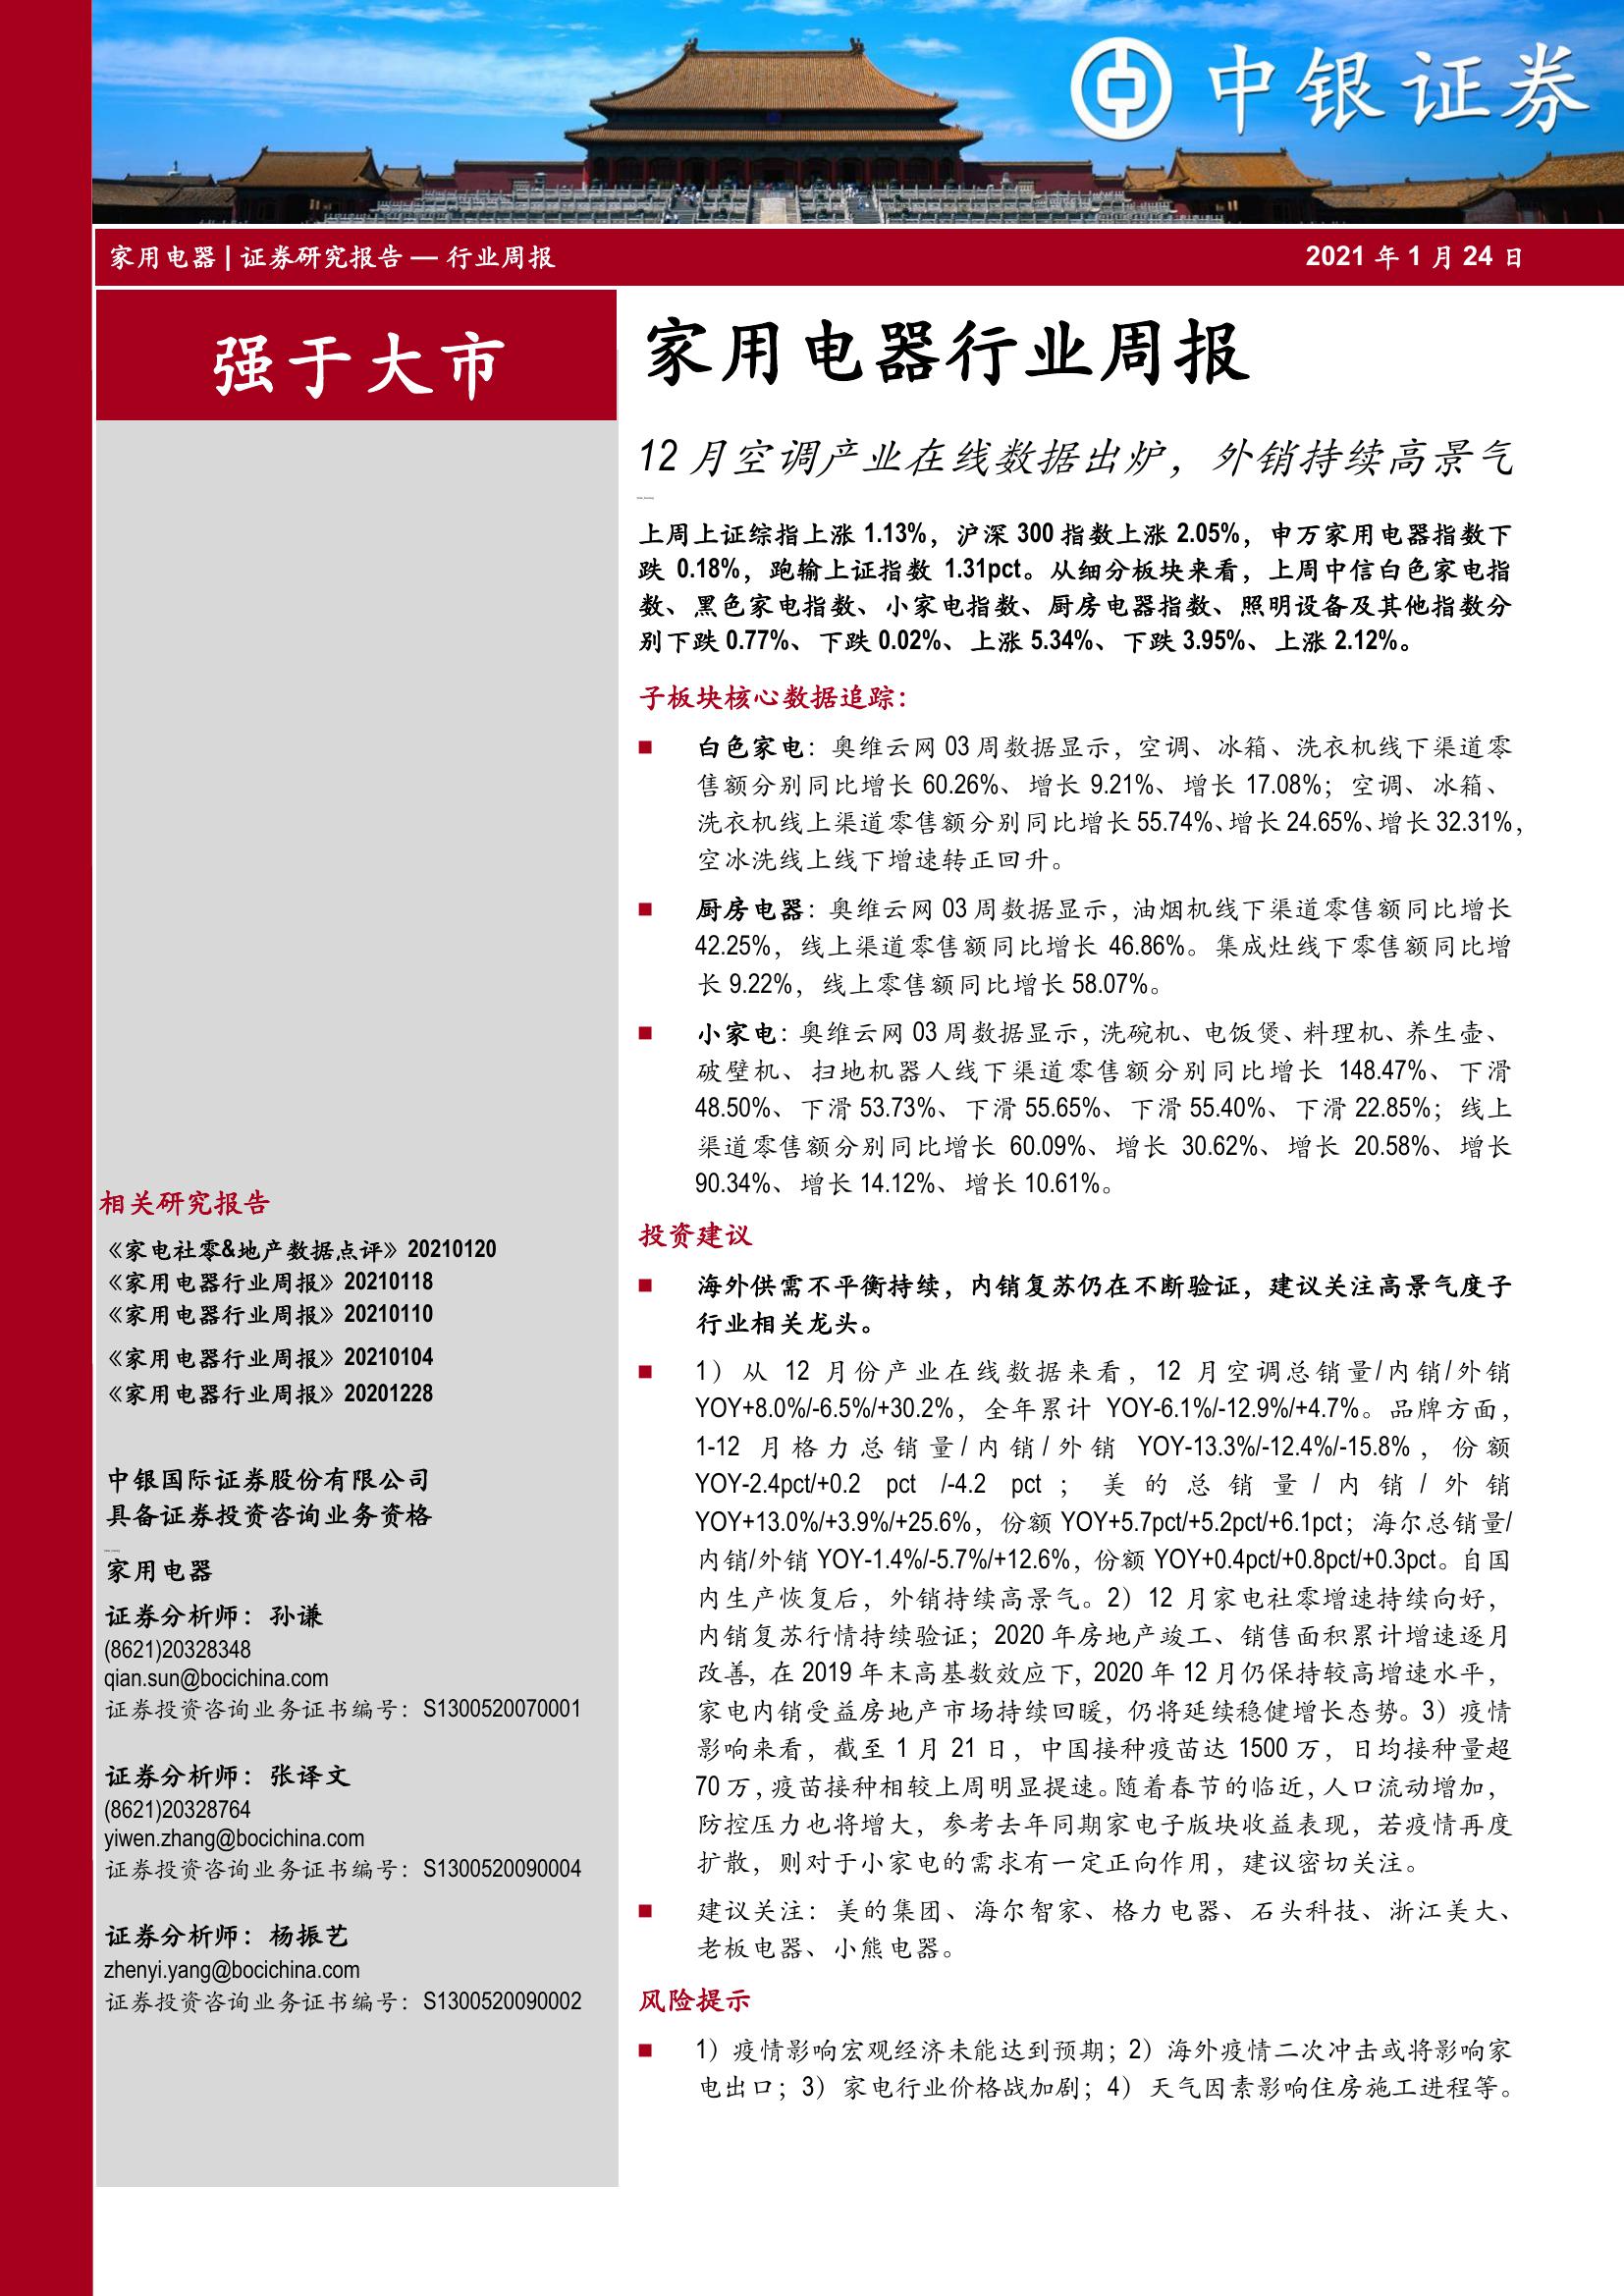 中银证券
家用电器 | 证券研究报告 — 行业周报
2021 年 1 月 24 日
强于大市
家用电器行业周报
12 月空调产业在线数据出炉，外销持续高景气
上周上证综指上涨 1.13%，沪深 300 指数上涨 2.05%，申万家用电器指数下
跌 0.18%，跑输上证指数 1.31pct。从细分板块来看，上周中信白色家电指
数、黑色家电指数、小家电指数、厨房电器指数、照明设备及其他指数分
别下跌 0.77%、下跌 0.02%、上涨 5.34%、下跌 3.95%、上涨 2.12%。
子板块核心数据追踪：
■ 白色家电：奥维云网 03 周数据显示，空调、冰箱、洗衣机线下渠道零
售额分别同比增长 60.26%、增长 9.21%、增长 17.08%；空调、冰箱、
洗衣机线上渠道零售额分别同比增长 55.74%、增长 24.65%、增长 32.31%，
空冰洗线上线下增速转正回升。
■ 厨房电器：奥维云网 03 周数据显示，油烟机线下渠道零售额同比增长
42.25%，线上渠道零售额同比增长 46.86%。集成灶线下零售额同比增
长 9.22%，线上零售额同比增长 58.07%。
■ 小家电：奥维云网 03 周数据显示，洗碗机、电饭煲、料理机、养生壶、
破壁机、扫地机器人线下渠道零售额分别同比增长 148.47%、下滑
48.50%、下滑 53.73%、下滑 55.65%、下滑 55.40%、下滑 22.85%；线上
渠道零售额分别同比增长 60.09%、增长 30.62%、增长 20.58%、增长
90.34%、增长 14.12%、增长 10.61%。
投资建议
■ 海外供需不平衡持续，内销复苏仍在不断验证，建议关注高景气度子
行业相关龙头。
■ 1）从 12 月份产业在线数据来看，12 月空调总销量/内销/外销
YOY+8.0%/-6.5%/+30.2%，全年累计 YOY-6.1%/-12.9%/+4.7%。品牌方面，
1-12 月格力总销量/内销/外销 YOY-13.3%/-12.4%/-15.8%，份额
YOY-2.4pct/+0.2 pct /-4.2 pct；美的总销量/内销/外销
YOY+13.0%/+3.9%/+25.6%，份额 YOY+5.7pct/+5.2pct/+6.1pct；海尔总销量/
内销/外销 YOY-1.4%/-5.7%/+12.6%，份额 YOY+0.4pct/+0.8pct/+0.3pct。自国
内生产恢复后，外销持续高景气。2）12 月家电社零增速持续向好，
内销复苏行情持续验证；2020 年房地产竣工、销售面积累计增速逐月
改善，在 2019 年末高基数效应下，2020 年 12 月仍保持较高增速水平，
家电内销受益房地产市场持续回暖，仍将延续稳健增长态势。3）疫情
影响来看，截至 1 月 21 日，中国接种疫苗达 1500 万，日均接种量超
70 万，疫苗接种相较上周明显提速。随着春节的临近，人口流动增加，
防控压力也将增大，参考去年同期家电子版块收益表现，若疫情再度
扩散，则对于小家电的需求有一定正向作用，建议密切关注。
■ 建议关注：美的集团、海尔智家、格力电器、石头科技、浙江美大、
老板电器、小熊电器。
风险提示
■ 1）疫情影响宏观经济未能达到预期；2）海外疫情二次冲击或将影响家
电出口；3）家电行业价格战加剧；4）天气因素影响住房施工进程等。
相关研究报告
《家电社零&地产数据点评》20210120
《家用电器行业周报》20210118
《家用电器行业周报》20210110
《家用电器行业周报》20210104
《家用电器行业周报》20201228
中银国际证券股份有限公司
具备证券投资咨询业务资格
家用电器
证券分析师：孙谦
(8621)20328348
qian.sun@bocichina.com
证券投资咨询业务证书编号：S1300520070001
证券分析师：张译文
(8621)20328764
yiwen.zhang@bocichina.com
证券投资咨询业务证书编号：S1300520090004
证券分析师：杨振艺
zhenyi.yang@bocichina.com
证券投资咨询业务证书编号：S1300520090002